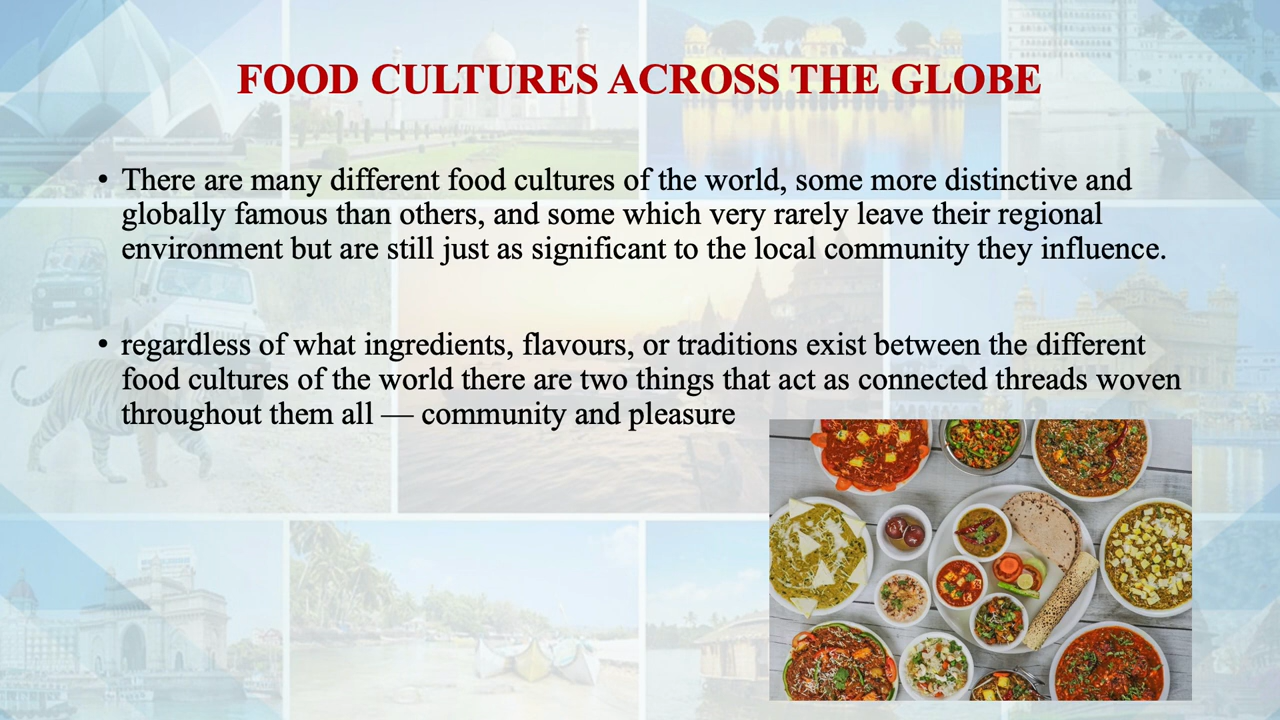 FOOD CULTURES ACROSS THE GLOBE
• There are many different food cultures of the world, some more distinctive and
globally famous than others, and some which very rarely leave their regional
environment but are still just as significant to the local community they influence.
• regardless of what ingredients, flavours, or traditions exist between the different
food cultures of the world there are two things that act as connected threads woven
throughout them all — community and pleasure